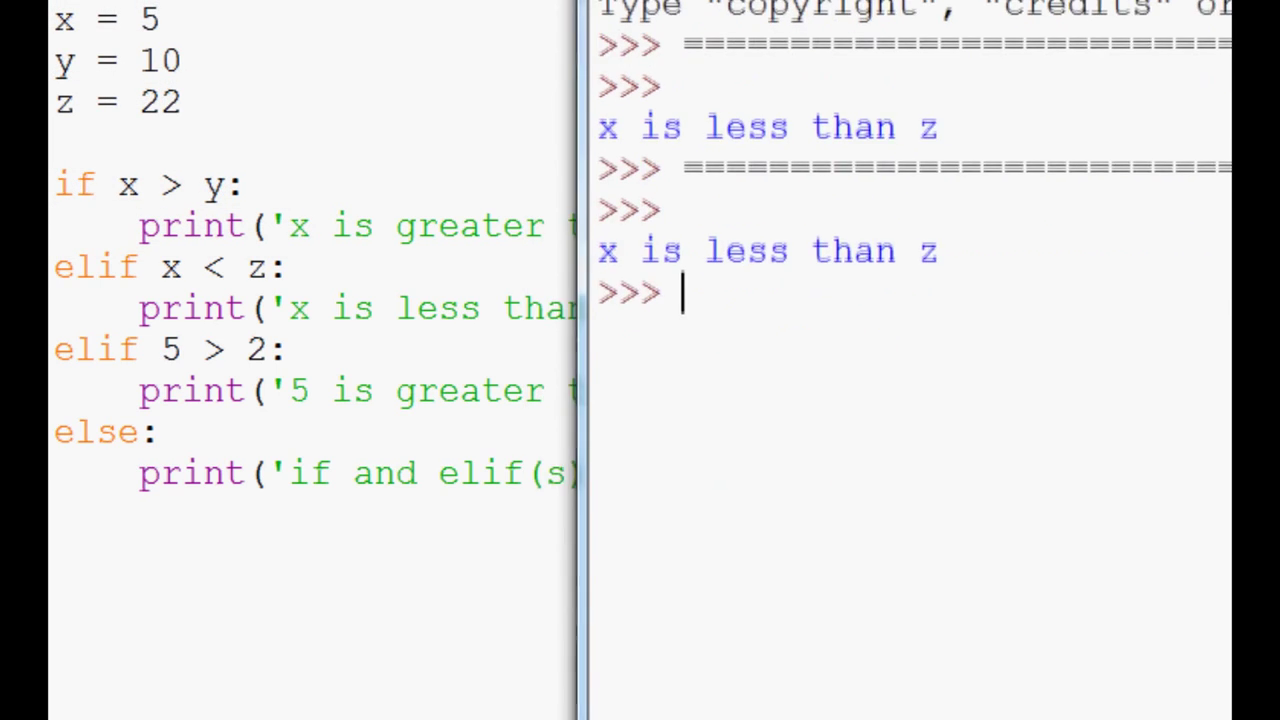 x = 5
y = 10
z = 22
if x > y:
print('x is greater
elif x < z:
print('x is less than
elif 5 > 2:
print('5 is greater
else:
print('if and elif(s)
Type "copyright", "credits" or
>>> ==========================
>>>
x is less than z
>>> ==========================
>>>
x is less than z
>>>